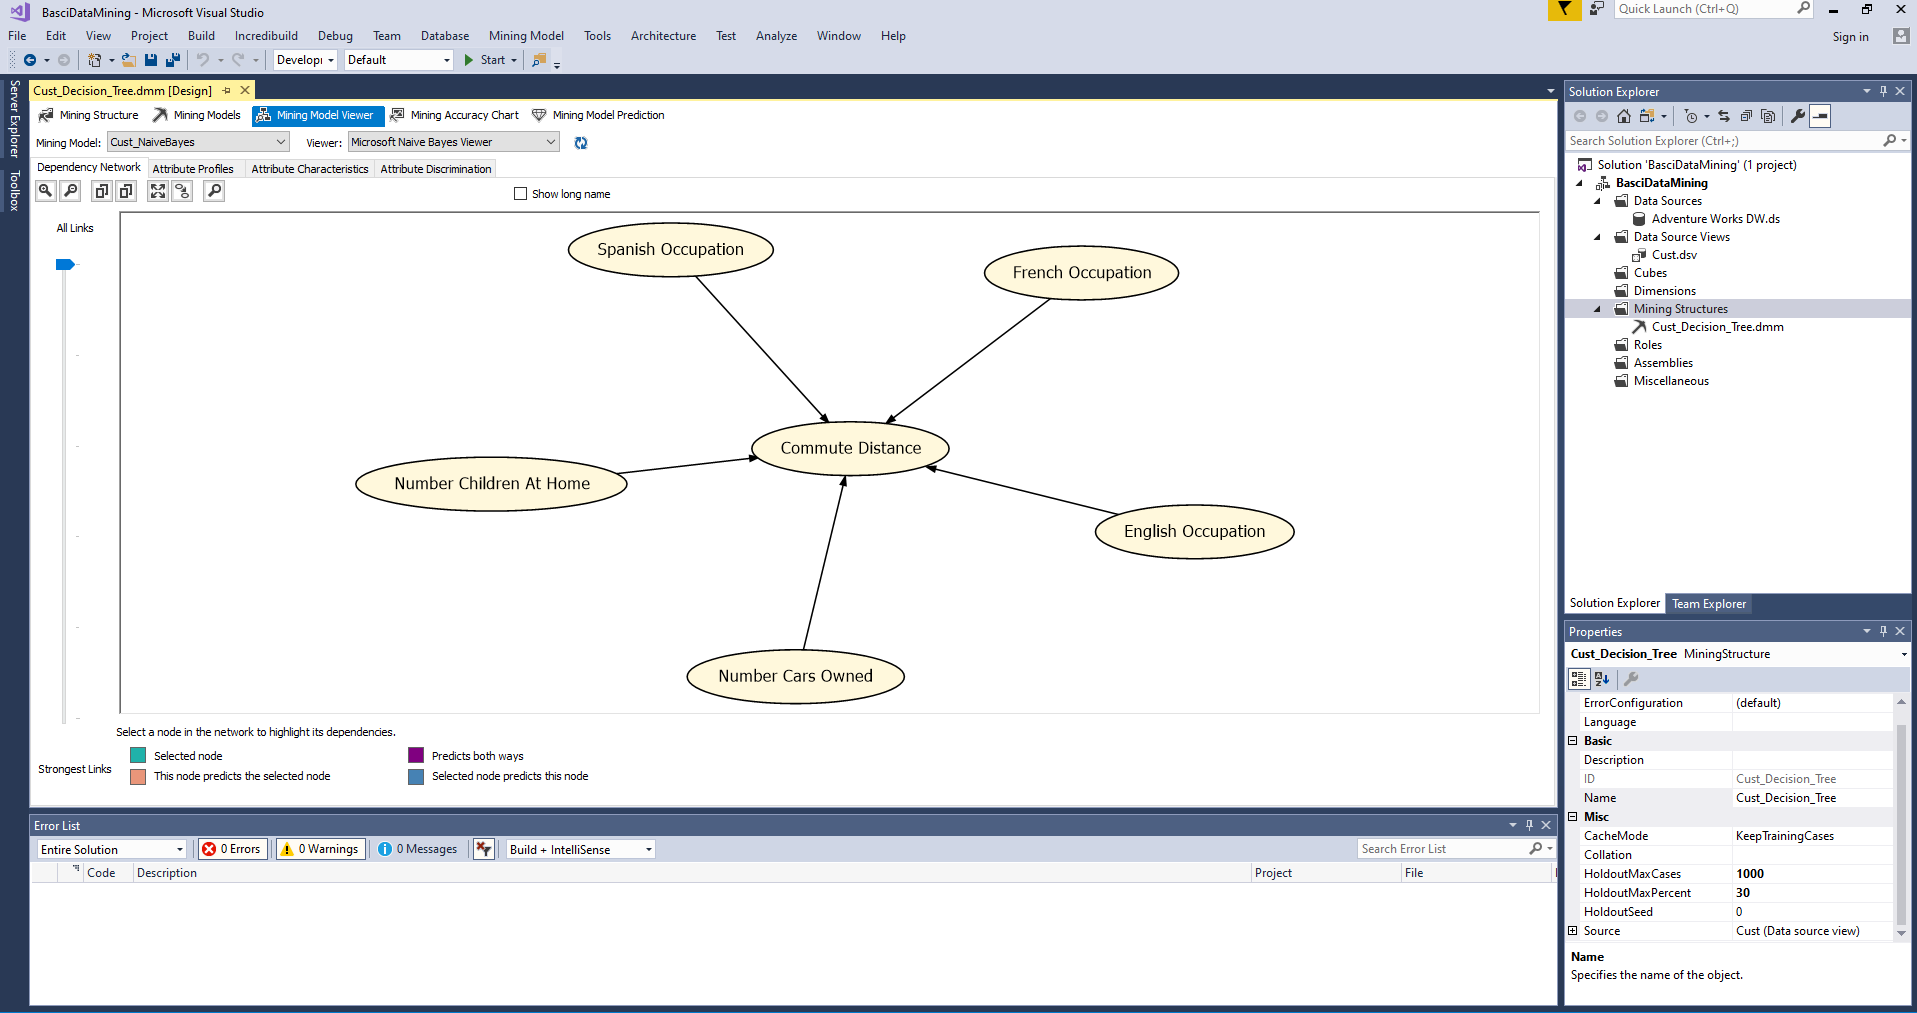 BasciDataMining - Microsoft Visual Studio
Quick Launch (Ctrl+Q)
File Edit View Project Build Incredibuild Debug Team Database Mining Model Tools Architecture Test Analyze Window Help
Sign in
Default
Start
Server Explorer
Toolbox
Cust_Decision_Tree.dmm [Design]
Mining Structure
Mining Models
Mining Model Viewer
Mining Accuracy Chart
Mining Model Prediction
Mining Model: Cust_NaiveBayes
Viewer: Microsoft Naive Bayes Viewer
Dependency Network
Attribute Profiles
Attribute Characteristics
Attribute Discrimination
Show long name
All Links
Spanish Occupation
French Occupation
Commute Distance
Number Children At Home
English Occupation
Number Cars Owned
Select a node in the network to highlight its dependencies.
Strongest Links
Selected node
Predicts both ways
This node predicts the selected node
Selected node predicts this node
Error List
Entire Solution
0 Errors
0 Warnings
0 Messages
Build + IntelliSense
Search Error List
Code
Description
Project
File
Solution Explorer
Search Solution Explorer (Ctrl+;)
Solution 'BasciDataMining' (1 project)
BasciDataMining
Data Sources
Adventure Works DW.ds
Data Source Views
Cust.dsv
Cubes
Dimensions
Mining Structures
Cust_Decision_Tree.dmm
Roles
Assemblies
Miscellaneous
Solution Explorer
Team Explorer
Properties
Cust_Decision_Tree MiningStructure
ErrorConfiguration (default)
Language
Basic
Description
ID Cust_Decision_Tree
Name Cust_Decision_Tree
Misc
CacheMode KeepTrainingCases
Collation
HoldoutMaxCases 1000
HoldoutMaxPercent 30
HoldoutSeed 0
Source Cust (Data source view)
Name
Specifies the name of the object.